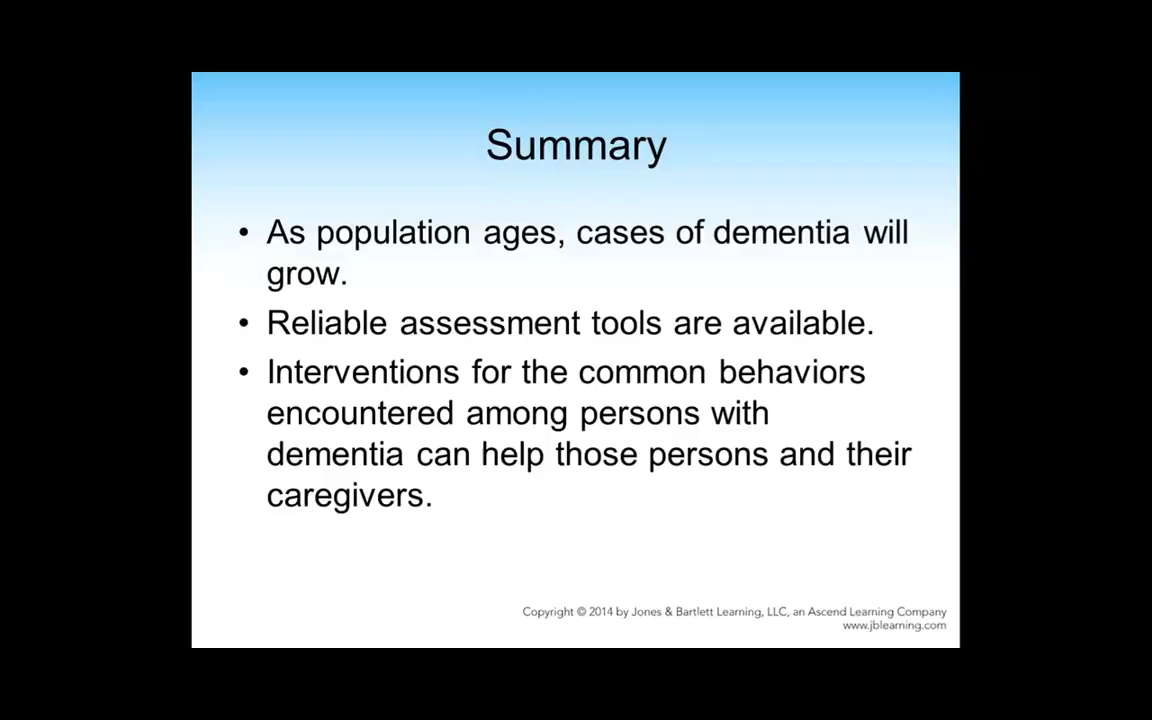 Summary
• As population ages, cases of dementia will
grow.
• Reliable assessment tools are available.
• Interventions for the common behaviors
encountered among persons with
dementia can help those persons and their
caregivers.
Copyright © 2014 by Jones & Bartlett Learning, LLC, an Ascend Learning Company
www.jblearning.com